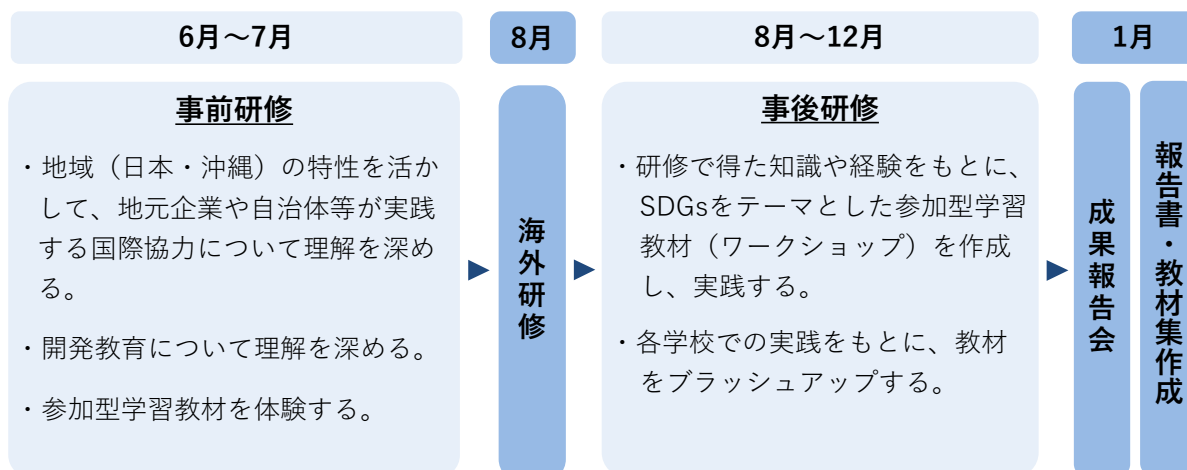 6月～7月
8月
8月～12月
1月
事前研修
・地域（日本・沖縄）の特性を活か
して、地元企業や自治体等が実践
する国際協力について理解を深め
る。
・開発教育について理解を深める。
・参加型学習教材を体験する。
海外研修
事後研修
・研修で得た知識や経験をもとに、
SDGsをテーマとした参加型学習
教材（ワークショップ）を作成
し、実践する。
・各学校での実践をもとに、教材
をブラッシュアップする。
成果報告会
報告書・教材集作成